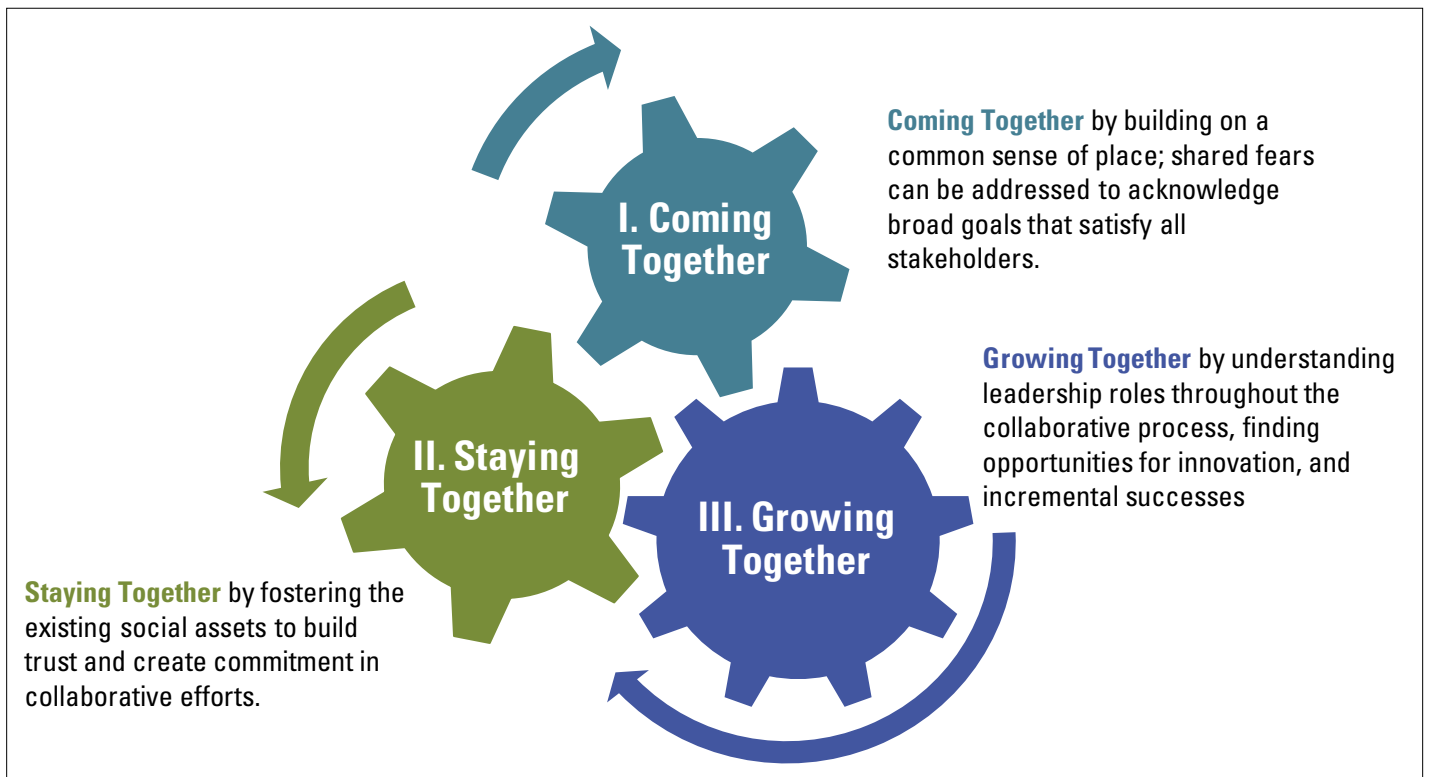 I. Coming
Together
Coming Together by building on a
common sense of place; shared fears
can be addressed to acknowledge
broad goals that satisfy all
stakeholders.
II. Staying
Together
Staying Together by fostering the
existing social assets to build
trust and create commitment in
collaborative efforts.
III. Growing
Together
Growing Together by understanding
leadership roles throughout the
collaborative process, finding
opportunities for innovation, and
incremental successes